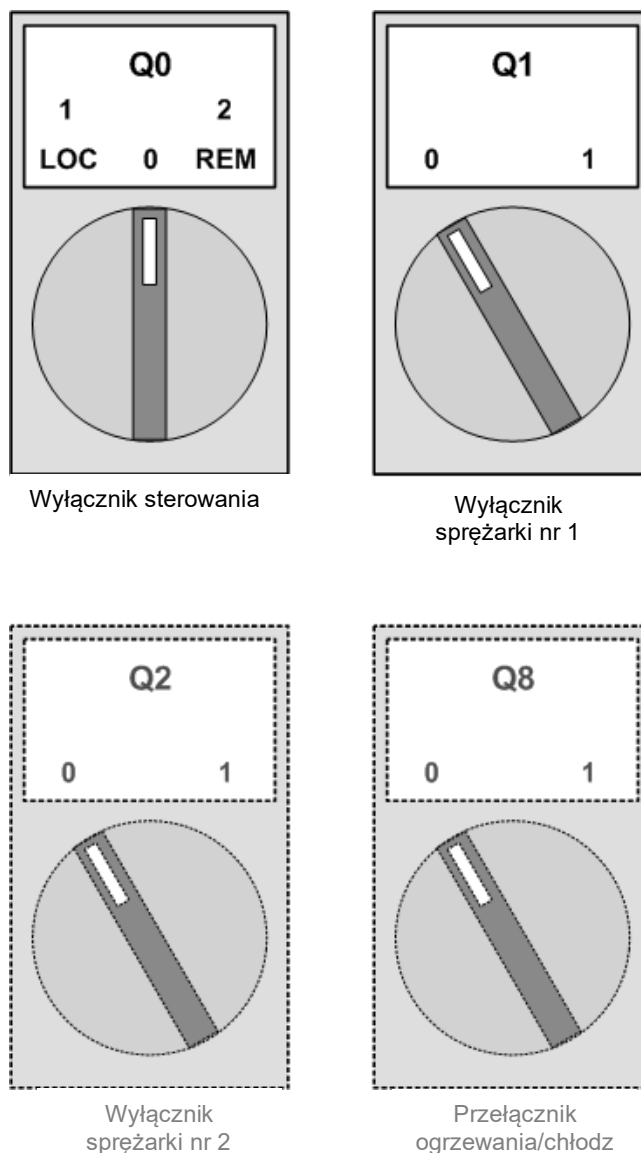 Q0
1 2
LOC 0 REM
Wyłącznik sterowania
Q1
0 1
Wyłącznik
sprężarki nr 1
Q2
0 1
Wyłącznik
sprężarki nr 2
Q8
0 1
Przełącznik
ogrzewania/chłodz